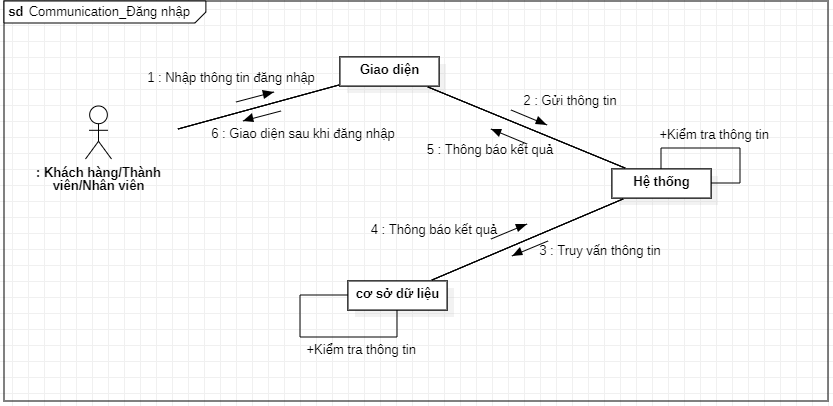 sd Communication_Đăng nhập
Giao diện
1 : Nhập thông tin đăng nhập
2 : Gửi thông tin
6 : Giao diện sau khi đăng nhập
+Kiểm tra thông tin
5 : Thông báo kết quả
: Khách hàng/Thành
viên/Nhân viên
Hệ thống
4 : Thông báo kết quả
3 : Truy vấn thông tin
cơ sở dữ liệu
+Kiểm tra thông tin